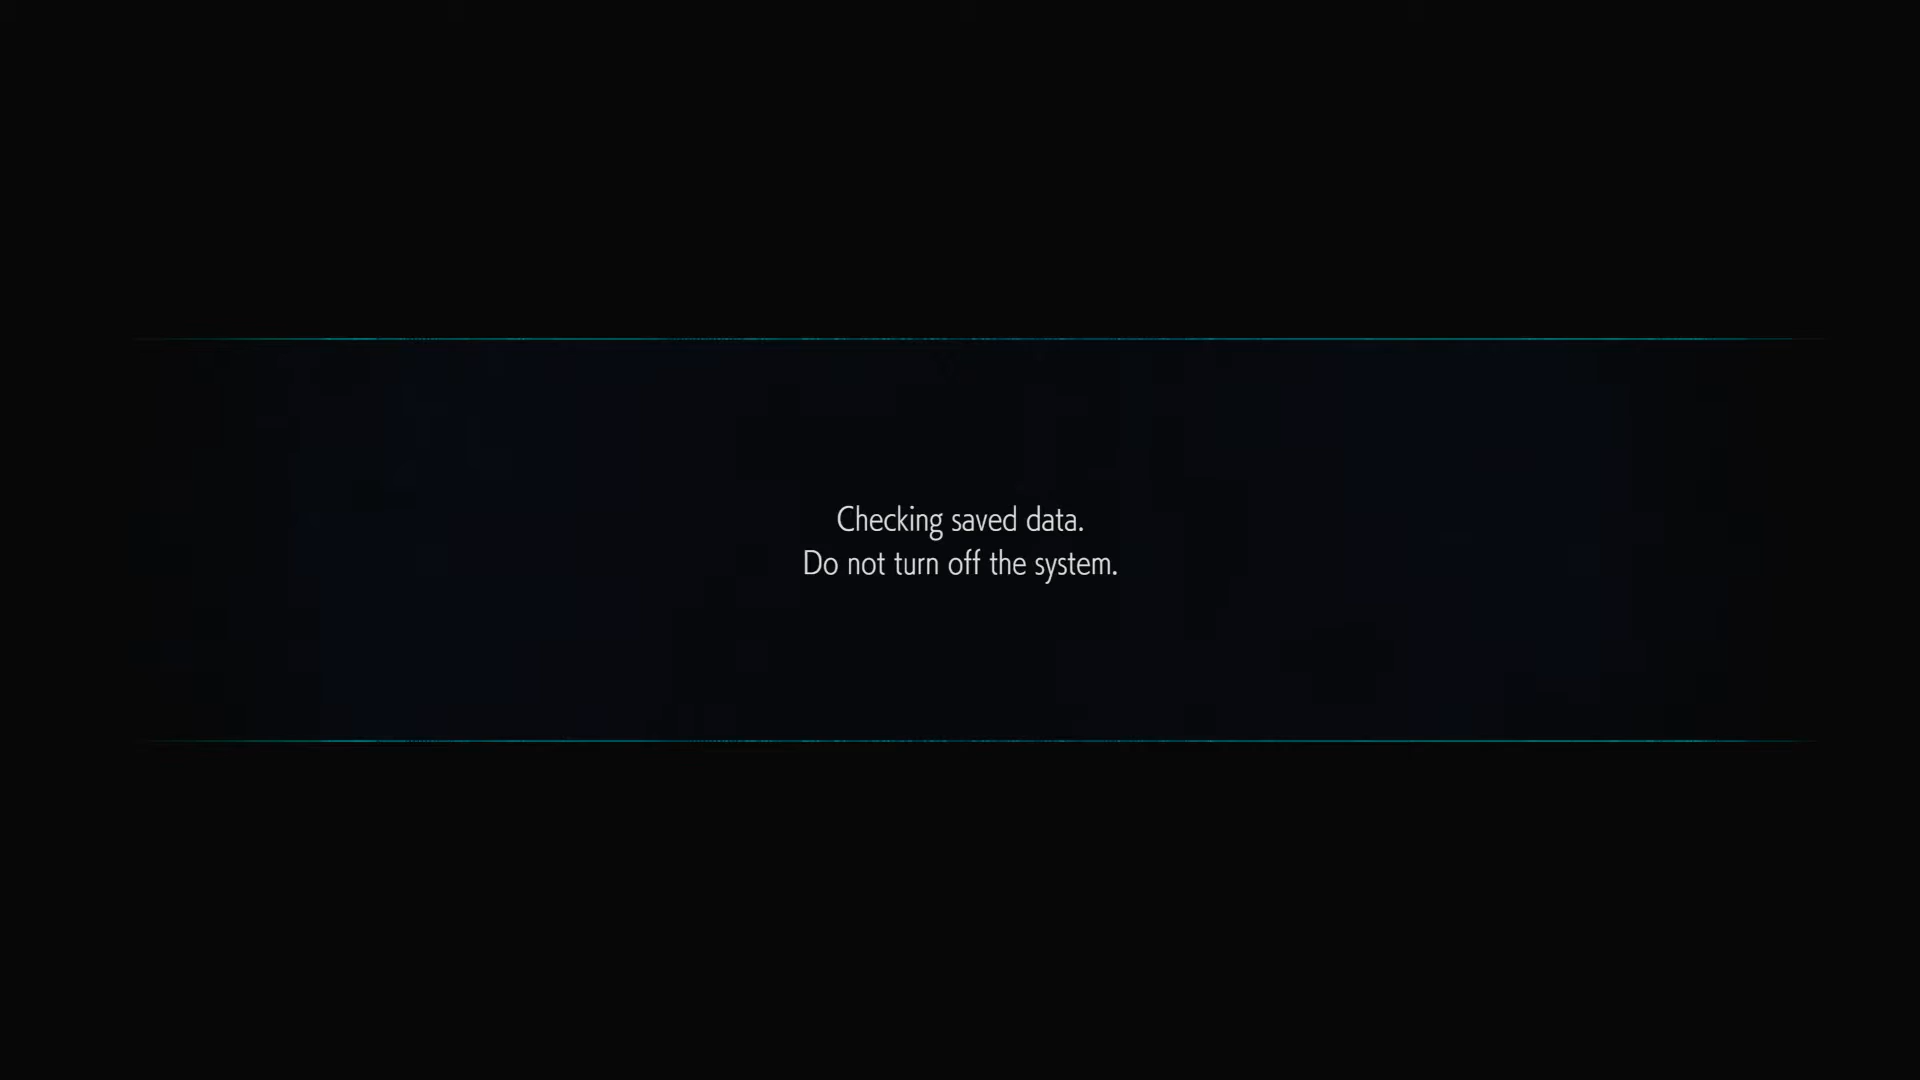 Checking saved data.
Do not turn off the system.